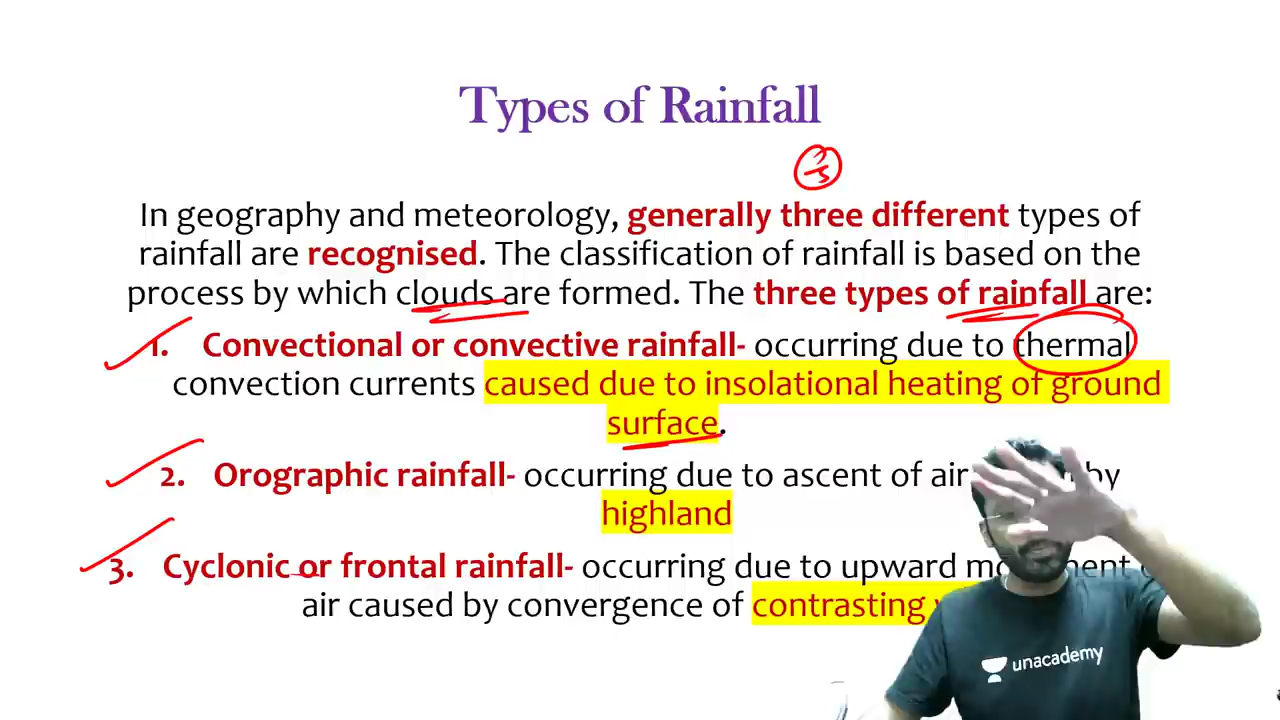 Types of Rainfall
3
In geography and meteorology, generally three different types of
rainfall are recognised. The classification of rainfall is based on the
process by which clouds are formed. The three types of rainfall are:
1. Convectional or convective rainfall- occurring due to thermal
convection currents caused due to insolational heating of ground
surface.
2. Orographic rainfall- occurring due to ascent of air by
highland
3. Cyclonic or frontal rainfall- occurring due to upward
air caused by convergence of contrasting
unacademy